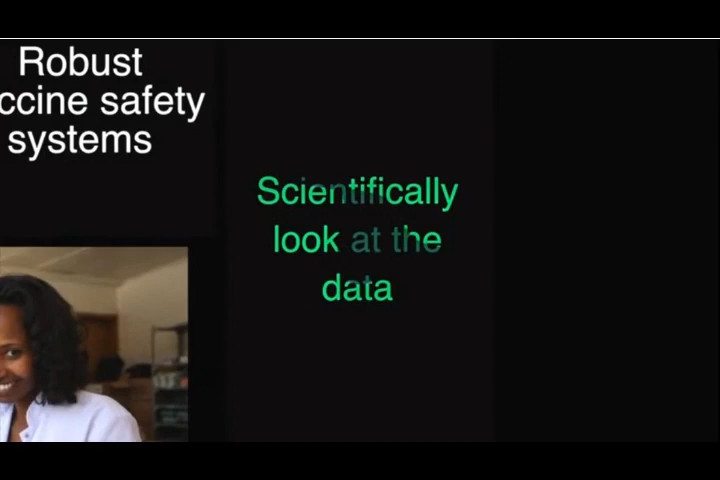 Robust
ccine safety
systems
Scientifically
look at the
data